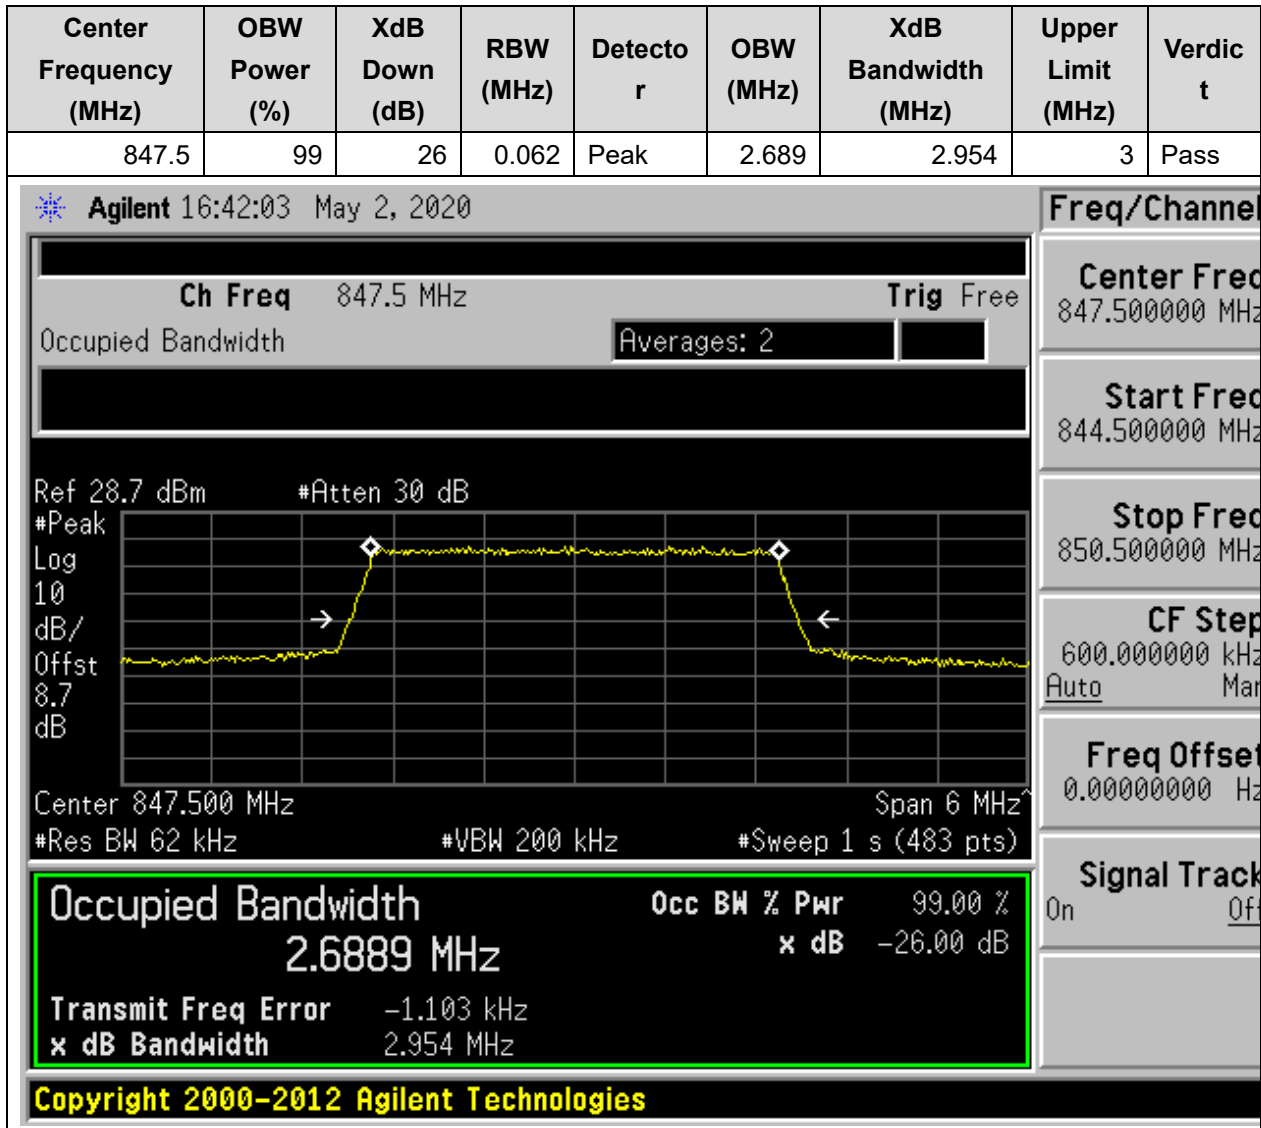 Center Frequency (MHz) OBW Power (%) XdB Down (dB) RBW (MHz) Detecto r OBW (MHz) XdB Bandwidth (MHz) Upper Limit (MHz) Verdic t
847.5 99 26 0.062 Peak 2.689 2.954 3 Pass
Agilent 16:42:03 May 2, 2020
Freq/Channel
Ch Freq 847.5 MHz Trig Free
Occupied Bandwidth Averages: 2
Center Freq
847.500000 MHz
Start Freq
844.500000 MHz
Stop Freq
850.500000 MHz
CF Step
600.000000 kHz
Auto Man
Freq Offset
0.00000000 Hz
Signal Track
On Off
Ref 28.7 dBm #Atten 30 dB
#Peak
Log
10
dB/
Offst
8.7
dB
Center 847.500 MHz Span 6 MHz^
#Res BW 62 kHz #VBW 200 kHz #Sweep 1 s (483 pts)
Occupied Bandwidth Occ BW % Pwr 99.00 %
2.6889 MHz x dB -26.00 dB
Transmit Freq Error -1.103 kHz
x dB Bandwidth 2.954 MHz
Copyright 2000-2012 Agilent Technologies